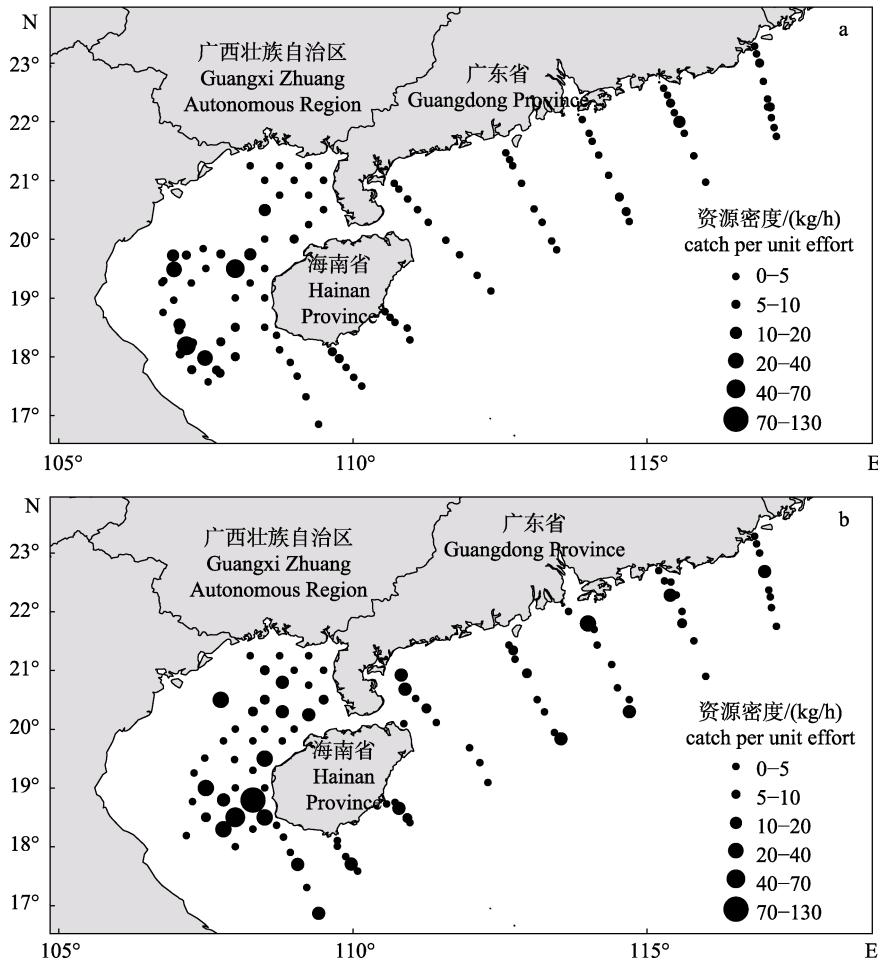 N
a
广西壮族自治区
Guangxi Zhuang
Autonomous Region
广东省
Guangdong Province
海南省
Hainan
Province
23°
22°
21°
20°
19°
18°
17°
资源密度/(kg/h)
catch per unit effort
0−5
5−10
10−20
20−40
40−70
70−130
105°
110°
115°
E
N
b
广西壮族自治区
Guangxi Zhuang
Autonomous Region
广东省
Guangdong Province
海南省
Hainan
Province
23°
22°
21°
20°
19°
18°
17°
资源密度/(kg/h)
catch per unit effort
0−5
5−10
10−20
20−40
40−70
70−130
105°
110°
115°
E